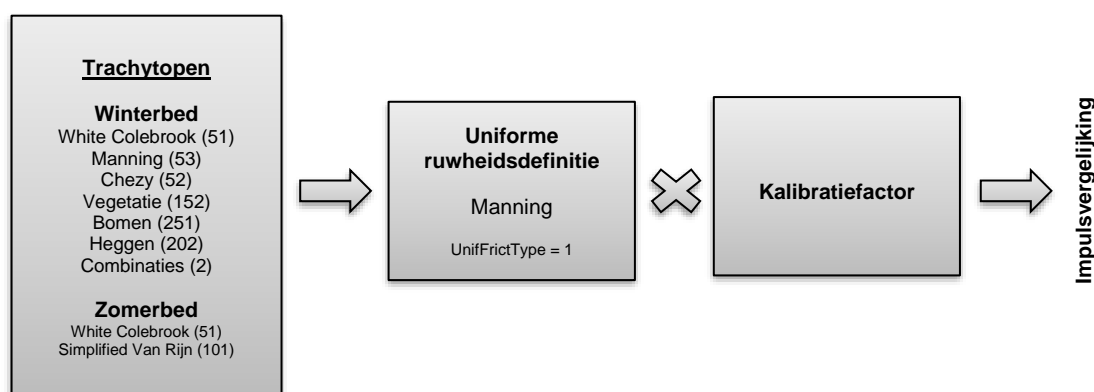 Trachytopen
Winterbed
White Colebrook (51)
Manning (53)
Chezy (52)
Vegetatie (152)
Bomen (251)
Heggen (202)
Combinaties (2)
Zomerbed
White Colebrook (51)
Simplified Van Rijn (101)
Uniforme
ruwheidsdefinitie
Manning
UnifFrictType = 1
Kalibratiefactor
Impulsvergelijking